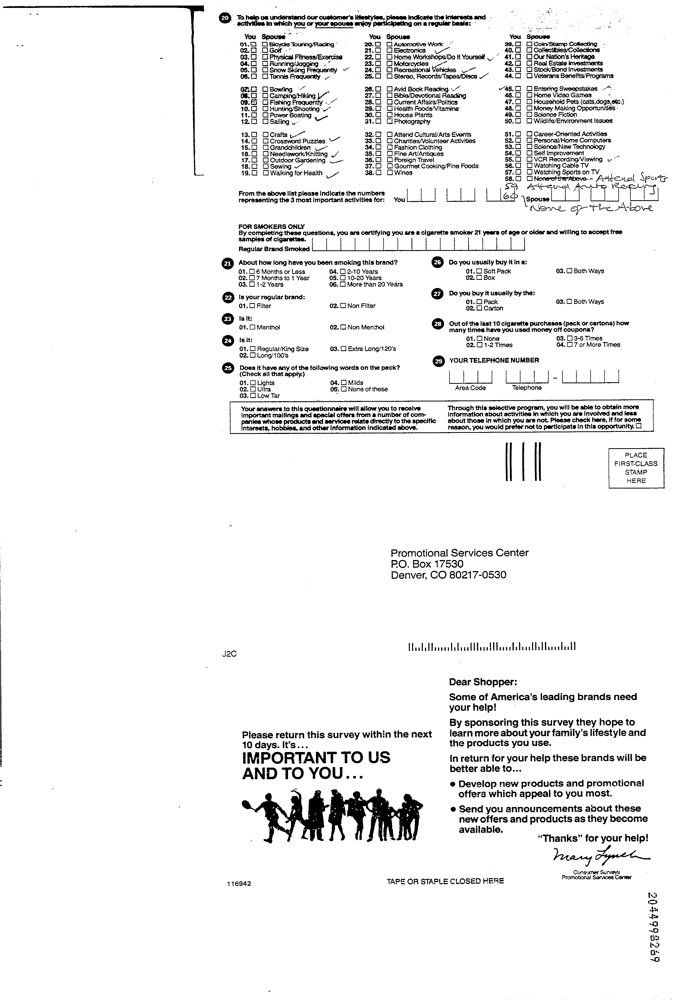 20 To help us understand our customer's lifestyles, please indicate the interests and
activities in which you or your spouse enjoy participating on a regular basis:
You Spouse
01. Bicycle Touring/Racing
02. Golf
03. Physical Fitness/Exercise
04. Running/Jogging
05. Snow Skiing Frequently
06. Tennis Frequently
07. Bowling
08. Camping/Hiking
09. Fishing Frequently
10. Hunting/Shooting
11. Power Boating
12. Sailing
13. Crafts
14. Crossword Puzzles
15. Grandchildren
16. Needlework/Knitting
17. Outdoor Gardening
18. Sewing
19. Walking for Health
You Spouse
20. Automotive Work
21. Electronics
22. Home Workshops/Do It Yourself
23. Motorcycles
24. Recreational Vehicles
25. Stereo, Records/Tapes/Discs
26. Avid Book Reading
27. Bible/Devotional Reading
28. Current Affairs/Politics
29. Health Foods/Vitamins
30. House Plants
31. Photography
32. Attend Cultural/Arts Events
33. Charities/Volunteer Activities
34. Fashion Clothing
35. Fine Art/Antiques
36. Foreign Travel
37. Gourmet Cooking/Fine Foods
38. Wines
You Spouse
39. Coin/Stamp Collecting
40. Collectibles/Collections
41. Our Nation's Heritage
42. Real Estate Investments
43. Stock/Bond Investments
44. Veterans Benefits/Programs
45. Entering Sweepstakes
46. Home Video Games
47. Household Pets (cats, dogs, etc.)
48. Money Making Opportunities
49. Science Fiction
50. Wildlife/Environment Issues
51. Career-Oriented Activities
52. Personal/Home Computers
53. Science/New Technology
54. Self Improvement
55. VCR Recording/Viewing
56. Watching Cable TV
57. Watching Sports on TV
58. None of the Above - Attend Sports
59 Attend Auto Racing
60 None of the Above
From the above list please indicate the numbers
representing the 3 most important activities for: You Spouse
FOR SMOKERS ONLY
By completing these questions, you are certifying you are a cigarette smoker 21 years of age or older and willing to accept free
samples of cigarettes.
Regular Brand Smoked
21 About how long have you been smoking this brand?
01. 6 Months or Less 04. 2-10 Years
02. 7 Months to 1 Year 05. 10-20 Years
03. 1-2 Years 06. More than 20 Years
22 Is your regular brand:
01. Filter 02. Non Filter
23 Is it:
01. Menthol 02. Non Menthol
24 Is it:
01. Regular/King Size 03. Extra Long/120's
02. Long/100's
25 Does it have any of the following words on the pack?
(Check all that apply.)
01. Lights 04. Milds
02. Ultra 05. None of these
03. Low Tar
26 Do you usually buy it in a:
01. Soft Pack 03. Both Ways
02. Box
27 Do you buy it usually by the:
01. Pack 03. Both Ways
02. Carton
28 Out of the last 10 cigarette purchases (pack or cartons) how
many times have you used money off coupons?
01. None 03. 3-6 Times
02. 1-2 Times 04. 7 or More Times
29 YOUR TELEPHONE NUMBER
Area Code Telephone
Your answers to this questionnaire will allow you to receive
important mailings and special offers from a number of com-
panies whose products and services relate directly to the specific
interests, hobbies, and other information indicated above.
Through this selective program, you will be able to obtain more
information about activities in which you are involved and less
about those in which you are not. Please check here, if for some
reason, you would prefer not to participate in this opportunity.
PLACE
FIRST-CLASS
STAMP
HERE
Promotional Services Center
P.O. Box 17530
Denver, CO 80217-0530
J2C
Please return this survey within the next
10 days. It's...
IMPORTANT TO US
AND TO YOU...
Dear Shopper:
Some of America's leading brands need
your help!
By sponsoring this survey they hope to
learn more about your family's lifestyle and
the products you use.
In return for your help these brands will be
better able to...
• Develop new products and promotional
offers which appeal to you most.
• Send you announcements about these
new offers and products as they become
available.
"Thanks" for your help!
Mary Lynch
Consumer Surveys
Promotional Services Center
116942
TAPE OR STAPLE CLOSED HERE
2044998269